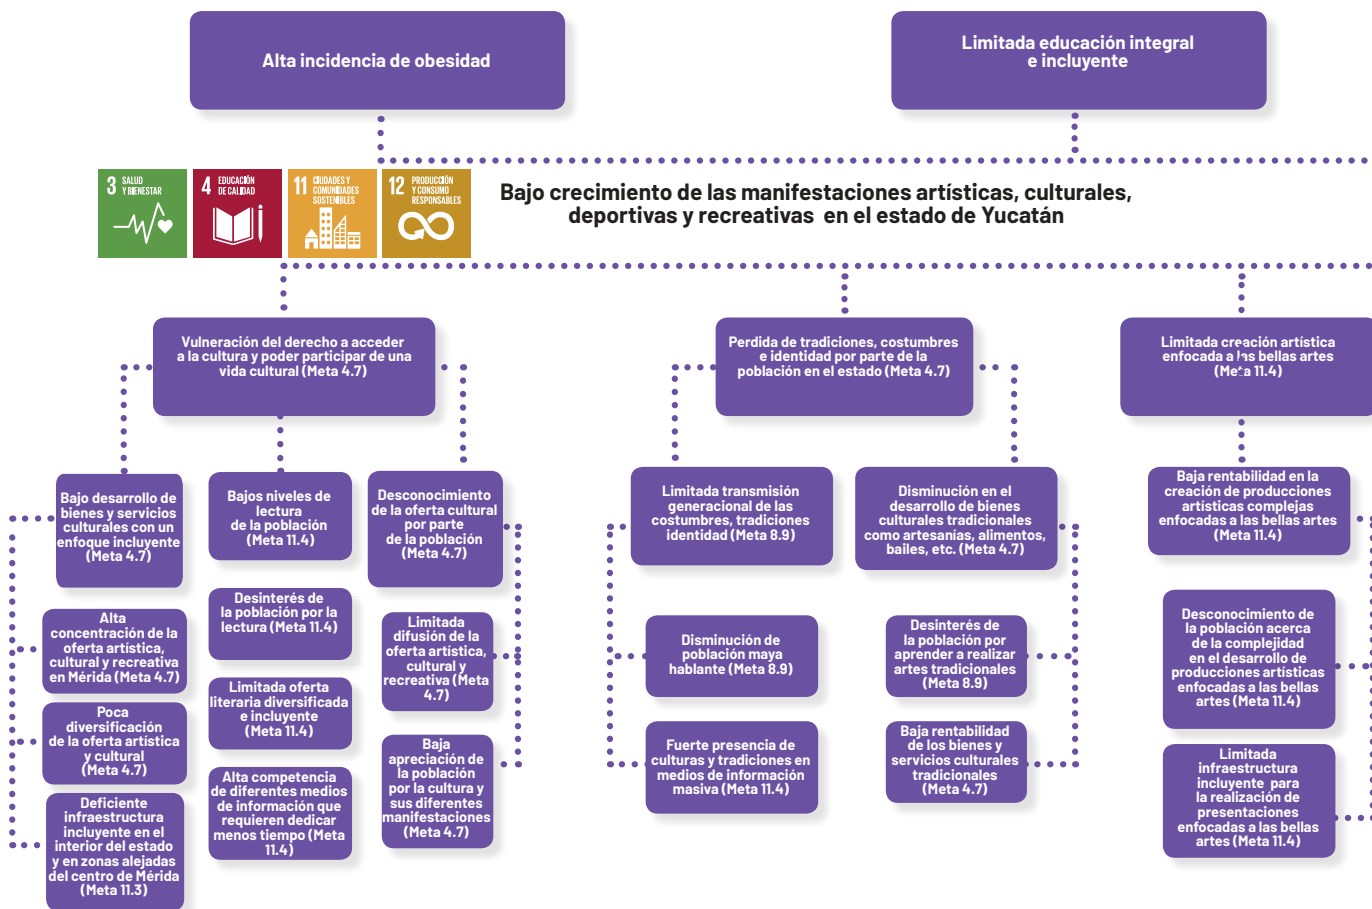 Alta incidencia de obesidad
Limitada educación integral
e incluyente
3 SALUD
Y BIENESTAR
4 EDUCACIÓN
DE CALIDAD
11 CIUDADES Y
COMUNIDADES
SOSTENIBLES
12 PRODUCCIÓN
Y CONSUMO
RESPONSABLES
Bajo crecimiento de las manifestaciones artísticas, culturales,
deportivas y recreativas en el estado de Yucatán
Vulneración del derecho a acceder
a la cultura y poder participar de una
vida cultural (Meta 4.7)
Perdida de tradiciones, costumbres
e identidad por parte de la
población en el estado (Meta 4.7)
Limitada creación artística
enfocada a las bellas artes
(Meta 11.4)
Bajo desarrollo de
bienes y servicios
culturales con un
enfoque incluyente
(Meta 4.7)
Alta
concentración de la
oferta artística,
cultural y recreativa
en Mérida (Meta 4.7)
Poca
diversificación
de la oferta artística
y cultural
(Meta 4.7)
Deficiente
infraestructura
incluyente en el
interior del estado
y en zonas alejadas
del centro de Mérida
(Meta 11.3)
Bajos niveles de
lectura
de la población
(Meta 11.4)
Desinterés de
la población por la
lectura (Meta 11.4)
Limitada oferta
literaria diversificada
e incluyente
(Meta 11.4)
Alta competencia
de diferentes medios
de información que
requieren dedicar
menos tiempo (Meta
11.4)
Desconocimiento
de la oferta cultural
por parte
de la población
(Meta 4.7)
Limitada
difusión de la
oferta artística,
cultural y
recreativa (Meta
4.7)
Baja
apreciación de
la población
por la cultura y
sus diferentes
manifestaciones
(Meta 4.7)
Limitada transmisión
generacional de las
costumbres, tradiciones
identidad (Meta 8.9)
Disminución de
población maya
hablante (Meta 8.9)
Fuerte presencia de
culturas y tradiciones en
medios de información
masiva (Meta 11.4)
Disminución en el
desarrollo de bienes
culturales tradicionales
como artesanías, alimentos,
bailes, etc. (Meta 4.7)
Desinterés de
la población por
aprender a realizar
artes tradicionales
(Meta 8.9)
Baja rentabilidad
de los bienes y
servicios culturales
tradicionales
(Meta 4.7)
Baja rentabilidad en la
creación de producciones
artísticas complejas
enfocadas a las bellas artes
(Meta 11.4)
Desconocimiento de
la población acerca
de la complejidad
en el desarrollo de
producciones artísticas
enfocadas a las bellas
artes (Meta 11.4)
Limitada
infraestructura
incluyente para
la realización de
presentaciones
enfocadas a las bellas
artes (Meta 11.4)